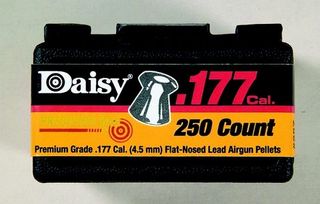 Daisy®
.177 Cal.
250 Count
Premium Grade .177 Cal. (4.5 mm) Flat-Nosed Lead Airgun Pellets